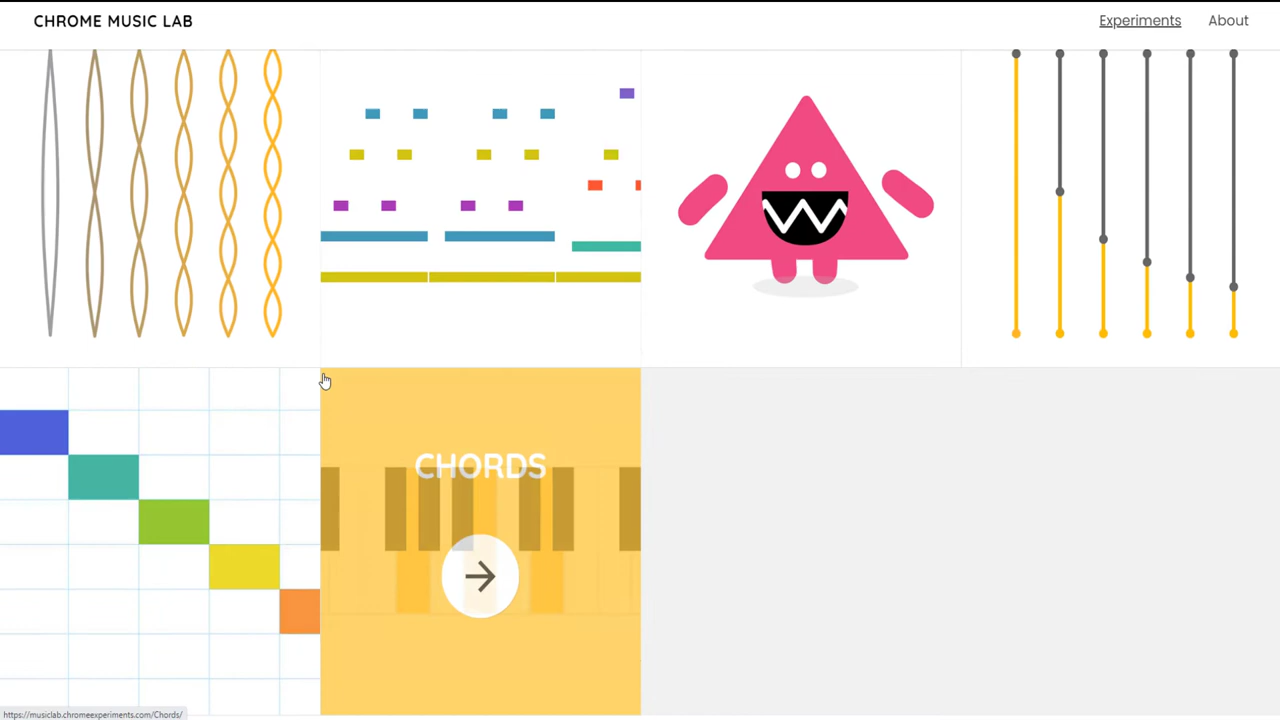 CHROME MUSIC LAB
Experiments
About
CHORDS
https://musiclab.chromeexperiments.com/Chords/